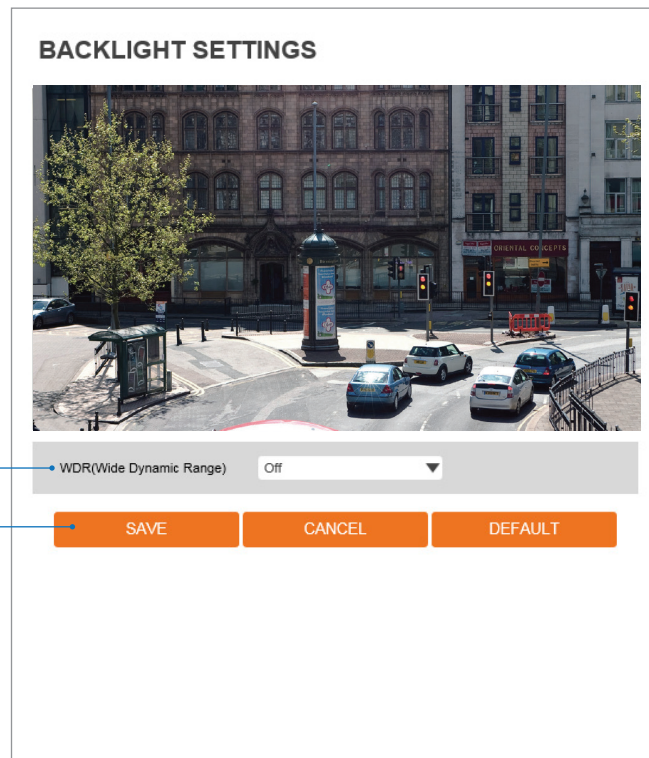 BACKLIGHT SETTINGS
ORIENTAL CONCEPTS
WDR(Wide Dynamic Range) Off
SAVE CANCEL DEFAULT